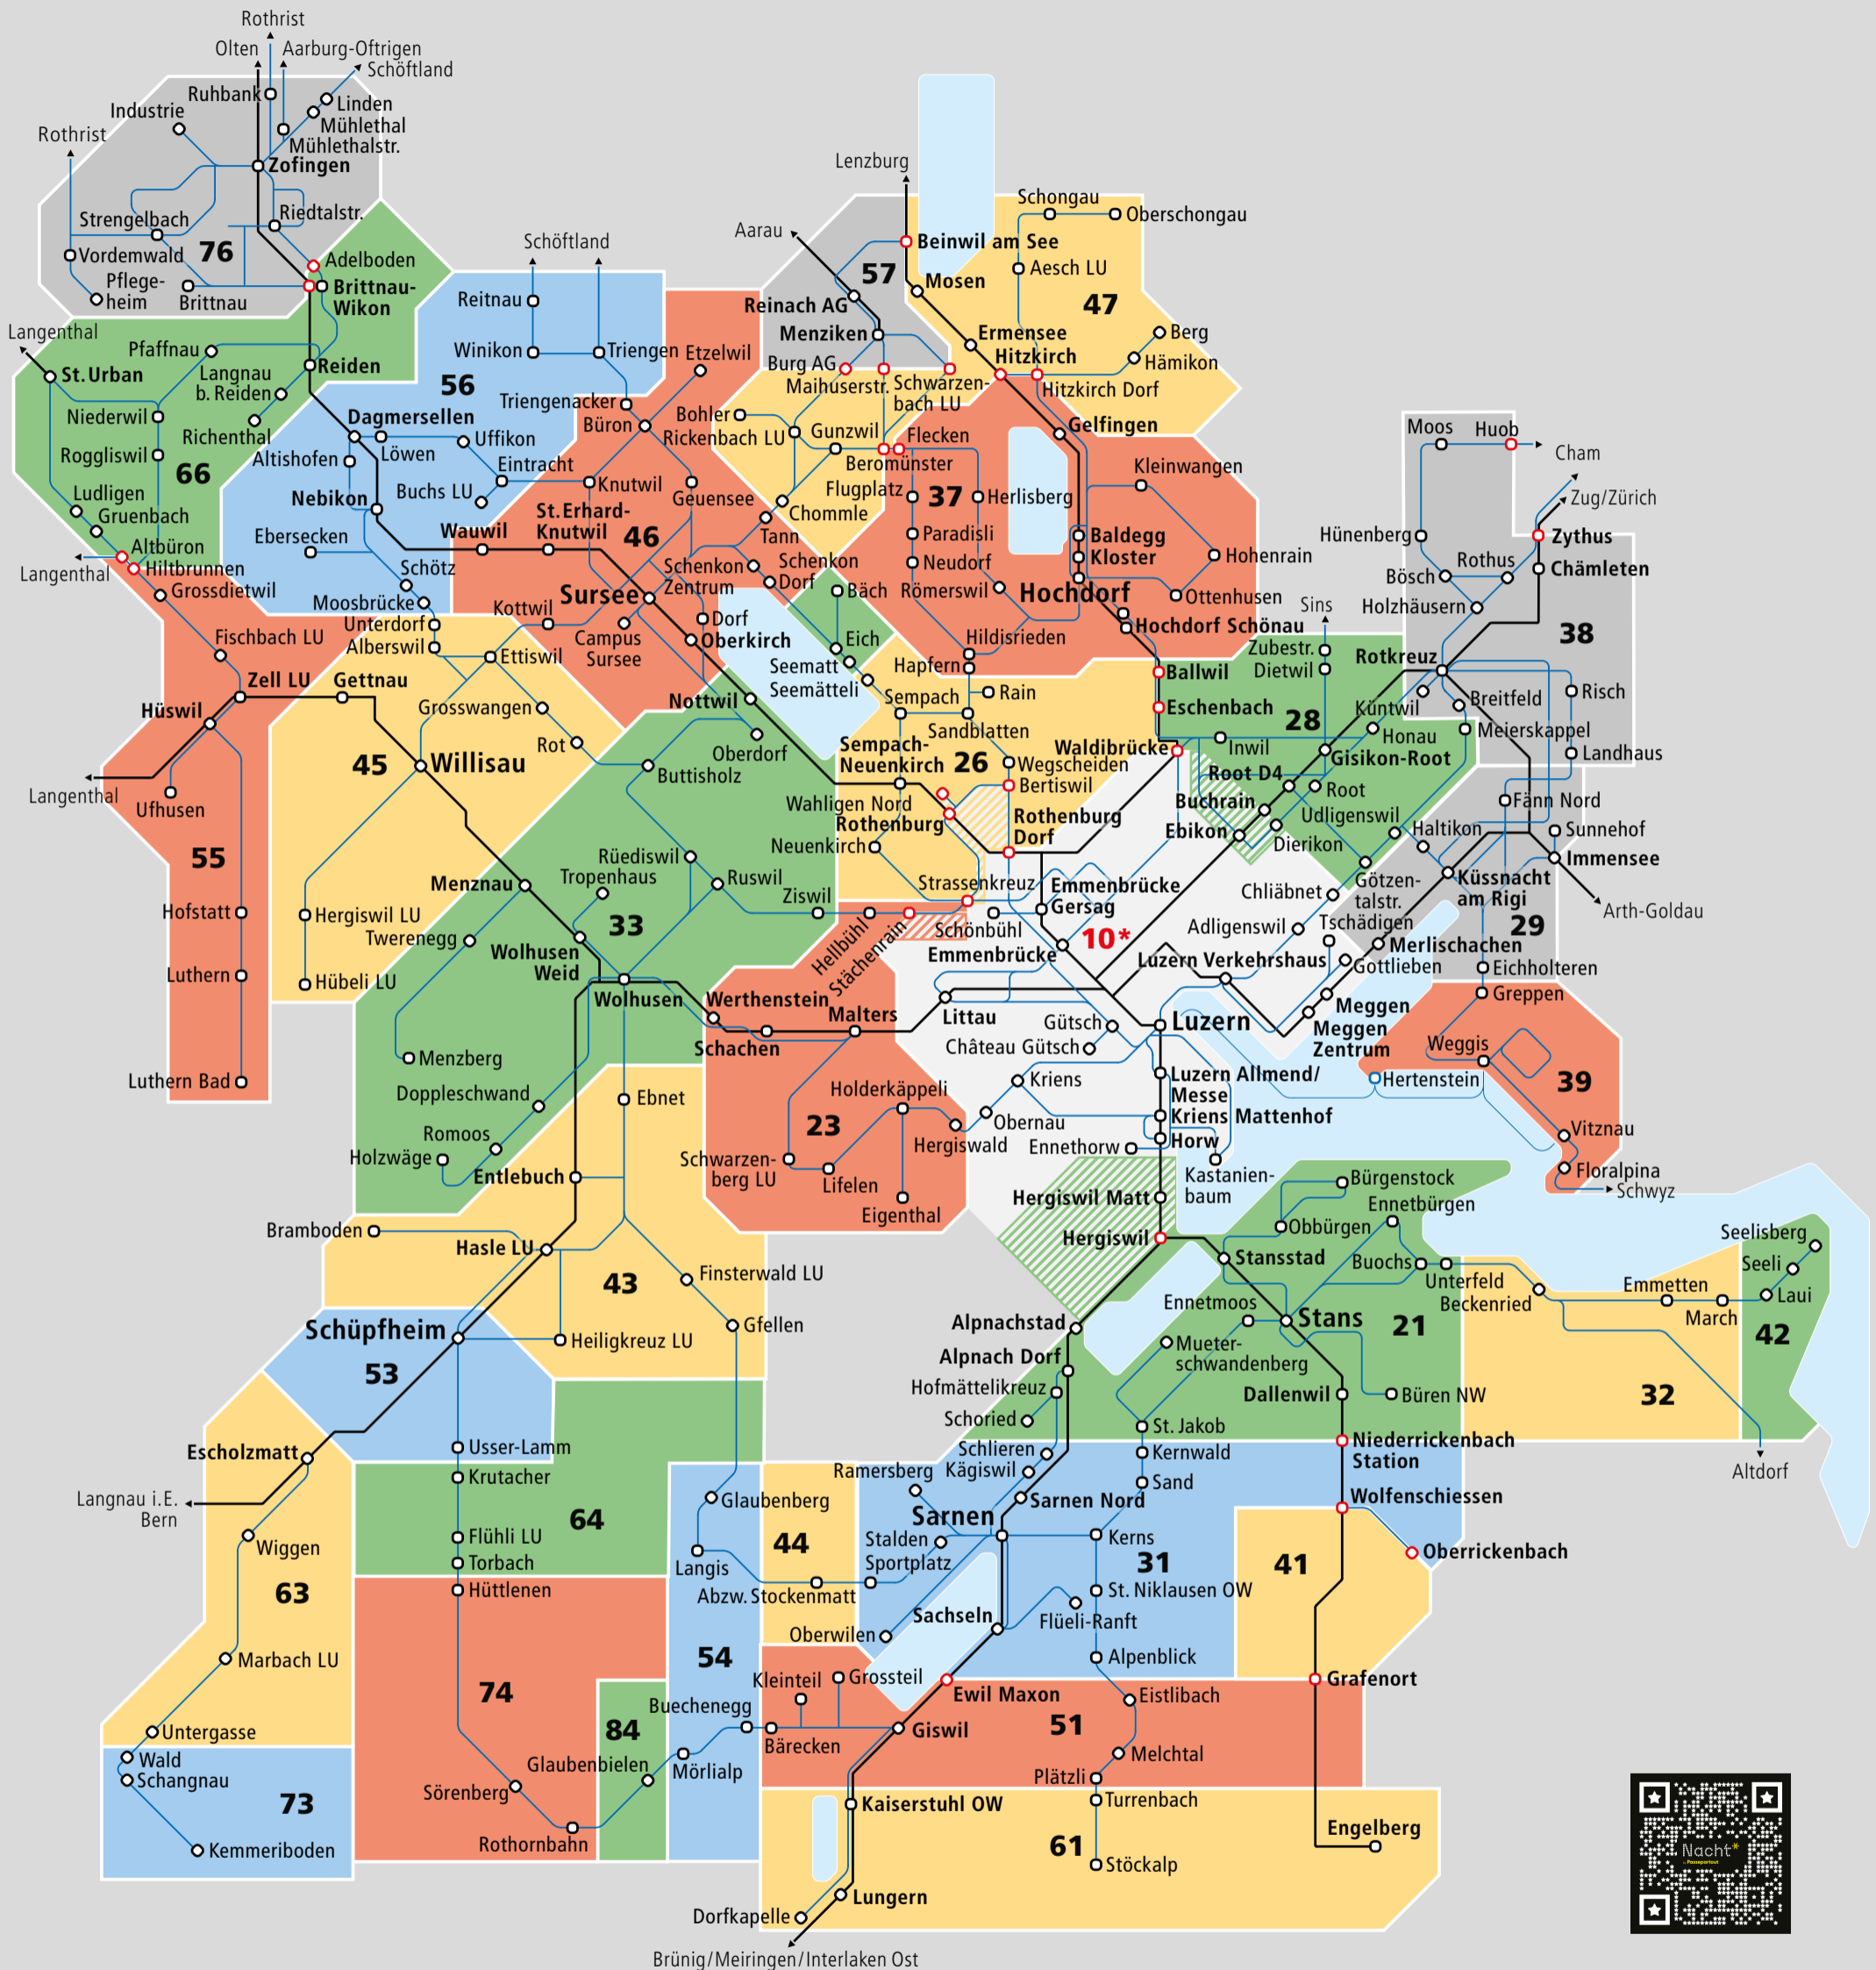 Rothrist
Olten
Aarburg-Oftrigen
Schöftland
Ruhbank
Linden
Industrie
Mühlethal
Rothrist
Mühlethalstr.
Zofingen
Strengelbach
Riedtalstr.
76
Vordemwald
Adelboden
Pflege-
heim
Brittnau
Brittnau-
Wikon
Lenzburg
Aarau
Schöftland
Schongau
Oberschongau
Beinwil am See
Aesch LU
57
Mosen
47
Reinach AG
Menziken
Ermensee
Hitzkirch
Berg
Hämikon
Burg AG
Maihuserstr.
Schwarzen-
bach LU
Hitzkirch Dorf
Reitnau
Winikon
Triengen
Etzelwil
Langenthal
St. Urban
Pfaffnau
Reiden
Langnau
b. Reiden
56
Niederwil
Richenthal
Dagmersellen
Triengenacker
Büron
Bohler
Rickenbach LU
Gunzwil
Flecken
Beromünster
Gelfingen
Roggliswil
66
Altishofen
Löwen
Uffikon
Eintracht
Buchs LU
Knutwil
Geuensee
Flugplatz
37
Herlisberg
Kleinwangen
Moos
Huob
Cham
Zug/Zürich
Ludligen
Gruenbach
Nebikon
St. Erhard-
Knutwil
Wauwil
46
Chommle
Tann
Paradisli
Baldegg
Kloster
Hohenrain
Hünenberg
Zythus
Altbüron
Langenthal
Hiltbrunnen
Ebersecken
Schötz
Schenkon
Zentrum
Schenkon
Dorf
Neudorf
Römerswil
Hochdorf
Ottenhusen
Rothus
Bösch
Chämleten
Grossdietwil
Moosbrücke
Kottwil
Sursee
Bäch
Holzhäusern
Unterdorf
Alberswil
Campus
Sursee
Dorf
Oberkirch
Eich
Hildisrieden
Hochdorf Schönau
Sins
38
Fischbach LU
Ettiswil
Seematt
Seemätteli
Hapfern
Ballwil
Zubestr.
Dietwil
Rotkreuz
Zell LU
Gettnau
Grosswangen
Nottwil
Sempach
Rain
Eschenbach
28
Küntwil
Breitfeld
Risch
Hüswil
Rot
Oberdorf
Sandblatten
Honau
Meierskappel
45
Willisau
Buttisholz
Sempach-
Neuenkirch
26
Wegscheiden
Waldibrücke
Inwil
Gisikon-Root
Landhaus
Langenthal
Ufhusen
Wahligen Nord
Bertiswil
Root D4
Root
Rothenburg
Rothenburg
Dorf
Buchrain
Udligenswil
Fänn Nord
55
Rüediswil
Neuenkirch
Ebikon
Dierikon
Haltikon
Sunnehof
Immensee
Menznau
Tropenhaus
Ruswil
Ziswil
Strassenkreuz
Emmenbrücke
Gersag
Chliäbnet
Götzen-
talstr.
Küssnacht
am Rigi
Arth-Goldau
Hofstatt
Hergiswil LU
33
Hellbühl
Stächenrain
Schönbühl
10*
Adligenswil
Tschädigen
29
Twerenegg
Wolhusen
Weid
Emmenbrücke
Luzern Verkehrshaus
Merlischachen
Gottlieben
Eichholteren
Luthern
Hübeli LU
Wolhusen
Werthenstein
Malters
Littau
Greppen
Gütsch
Luzern
Meggen
Meggen
Zentrum
Schachen
Château Gütsch
Weggis
Menzberg
Kriens
Luzern Allmend/
Messe
Hertenstein
39
Luthern Bad
Doppleschwand
Ebnet
Holderkäppeli
Obernau
Kriens Mattenhof
23
Hergiswald
Ennethorw
Horw
Vitznau
Romoos
Holzwäge
Schwarzen-
berg LU
Lifelen
Kastanien-
baum
Floralpina
Schwyz
Entlebuch
Eigenthal
Hergiswil Matt
Bürgenstock
Ennetbürgen
Bramboden
Hasle LU
Hergiswil
Obbürgen
Stansstad
Seelisberg
43
Finsterwald LU
Buochs
Unterfeld
Seeli
Ennetmoos
Beckenried
Emmetten
Laui
March
Schüpfheim
Heiligkreuz LU
Gfellen
Alpnachstad
Stans
21
42
53
Alpnach Dorf
Mueter-
schwandenberg
Hofmättelikreuz
Dallenwil
Büren NW
32
Schoried
St. Jakob
Escholzmatt
Usser-Lamm
Schlieren
Kernwald
Niederrickenbach
Station
Krutacher
Ramersberg
Kägiswil
Sand
Altdorf
Langnau i.E.
Bern
Glaubenberg
Sarnen Nord
Wolfenschiessen
64
Sarnen
Wiggen
Flühli LU
44
Stalden
Kerns
Torbach
Langis
Sportplatz
31
41
Oberrickenbach
63
Hüttlenen
Abzw. Stockenmatt
St. Niklausen OW
Sachseln
Flüeli-Ranft
Oberwilen
Marbach LU
54
Alpenblick
74
Kleinteil
Grossteil
Ewil Maxon
Eistlibach
Grafenort
Buechenegg
Untergasse
84
Bärecken
Giswil
51
Wald
Schangnau
Glaubenbielen
Mörlialp
Melchtal
Plätzli
73
Sörenberg
Kaiserstuhl OW
Turrenbach
Kemmeriboden
Rothornbahn
61
Engelberg
Stöckalp
Nacht*
Passepartout
Lungern
Dorfkapelle
Brünig/Meiringen/Interlaken Ost